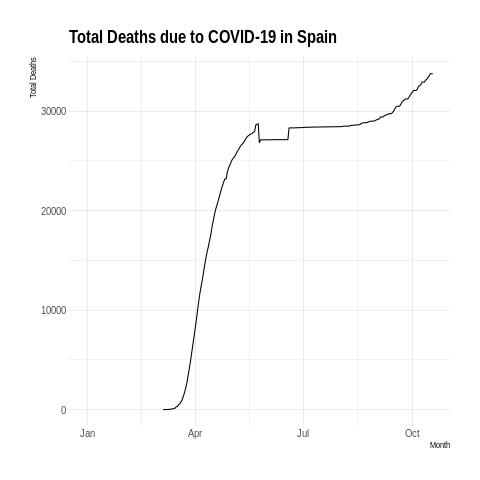 Total Deaths due to COVID-19 in Spain
Total Deaths
30000
20000
10000
0
Jan Apr Jul Oct
Month